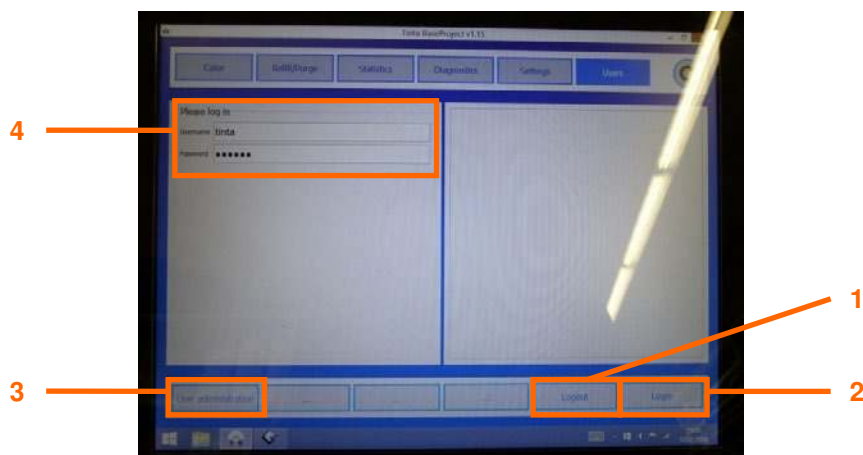 Tinta BaseProject v1.15
Color
Refill/Purge
Statistics
Diagnostics
Settings
Users
4
Please log in
Username
tinta
Password
●●●●●●
1
3
User administration
Logout
Login
2